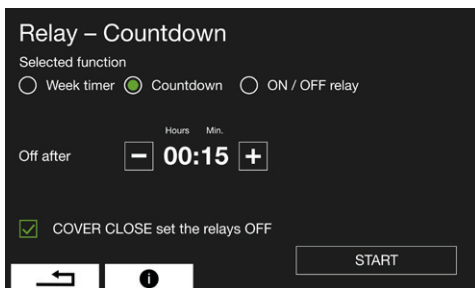 Relay – Countdown
Selected function
Week timer Countdown ON / OFF relay
Hours Min.
Off after – 00:15 +
COVER CLOSE set the relays OFF
START